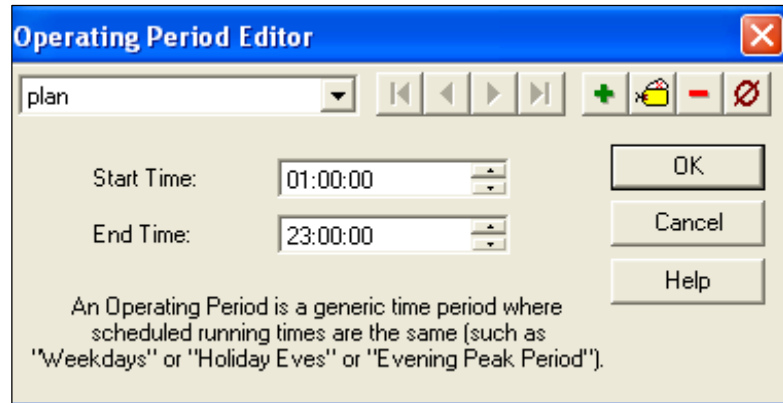 Operating Period Editor
plan
Start Time:
01:00:00
OK
End Time:
23:00:00
Cancel
Help
An Operating Period is a generic time period where
scheduled running times are the same (such as
"Weekdays" or "Holiday Eves" or "Evening Peak Period").